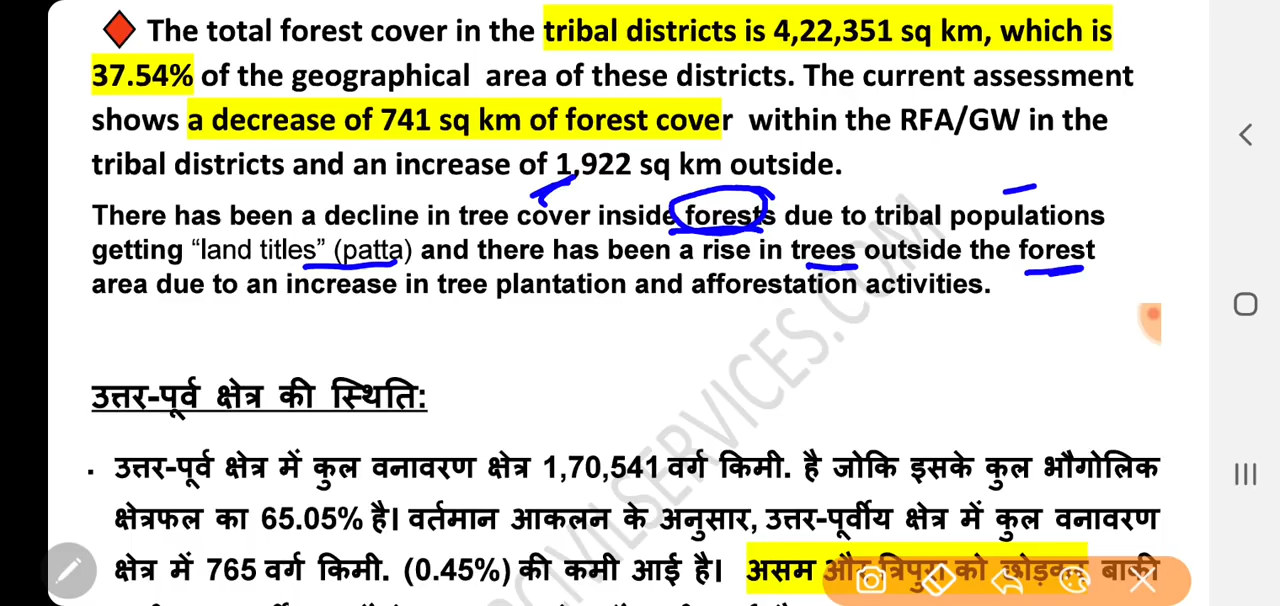 The total forest cover in the tribal districts is 4,22,351 sq km, which is
37.54% of the geographical area of these districts. The current assessment
shows a decrease of 741 sq km of forest cover within the RFA/GW in the
tribal districts and an increase of 1,922 sq km outside.
There has been a decline in tree cover inside forests due to tribal populations
getting “land titles” (patta) and there has been a rise in trees outside the forest
area due to an increase in tree plantation and afforestation activities.
उत्तर-पूर्व क्षेत्र की स्थिति:
. उत्तर-पूर्व क्षेत्र में कुल वनावरण क्षेत्र 1,70,541 वर्ग किमी. है जोकि इसके कुल भौगोलिक
क्षेत्रफल का 65.05% है। वर्तमान आकलन के अनुसार, उत्तर-पूर्वीय क्षेत्र में कुल वनावरण
क्षेत्र में 765 वर्ग किमी. (0.45%) की कमी आई है। असम और त्रिपुरा को छोड़कर बाकी
CIVILSERVICES.COM